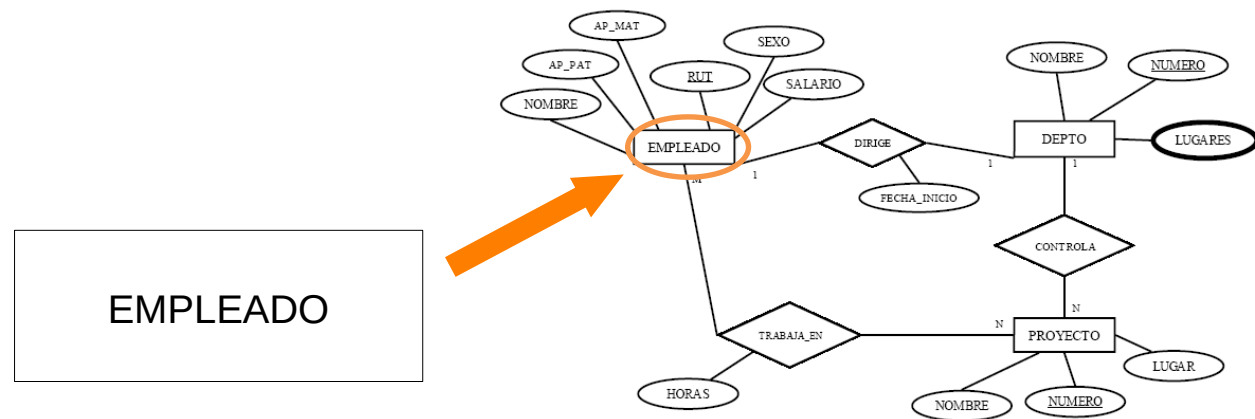 AP_MAT
SEXO
AP_PAT
RUT
NOMBRE
NUMERO
NOMBRE
SALARIO
EMPLEADO
DIRIGE
DEPTO
LUGARES
M
1
1
1
FECHA_INICIO
CONTROLA
EMPLEADO
N
N
TRABAJA_EN
PROYECTO
LUGAR
HORAS
NOMBRE
NUMERO